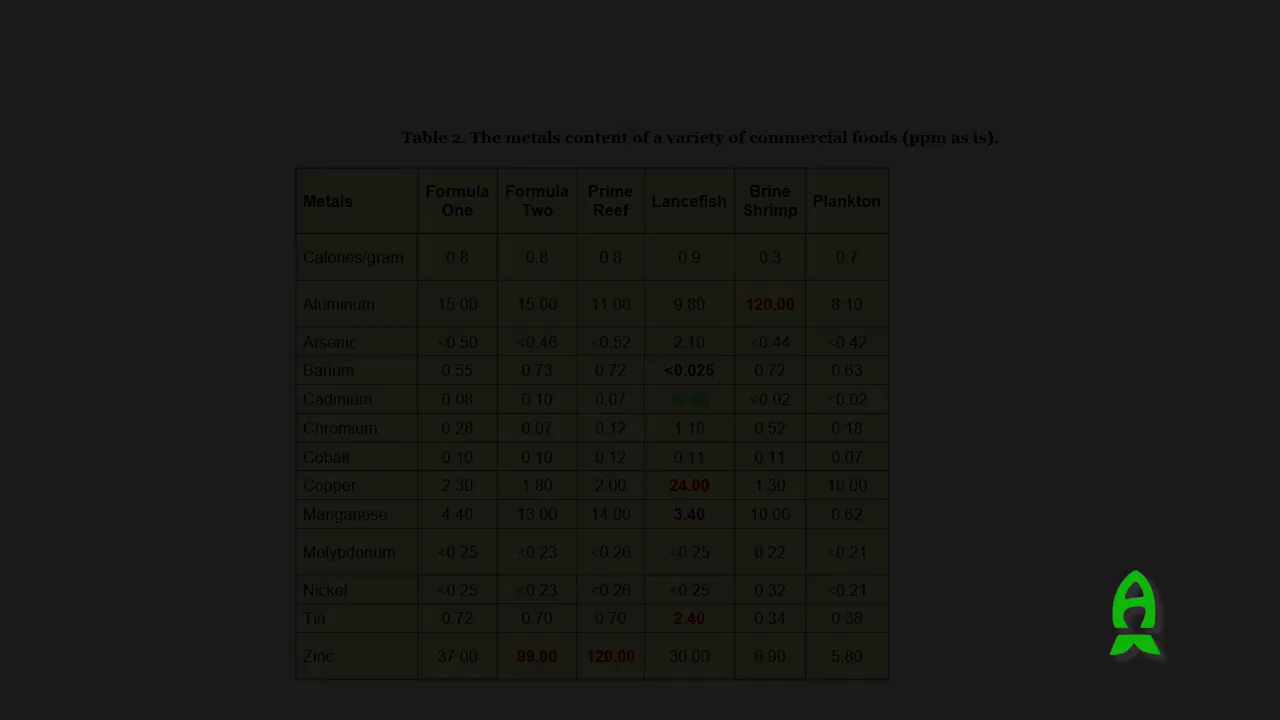 Table 2. The metals content of a variety of commercial foods (ppm as is).
Metals Formula One Formula Two Prime Reef Lancefish Brine Shrimp Plankton
Calories/gram 0.8 0.8 0.8 0.9 0.3 0.7
Aluminum 15.00 15.00 11.00 9.80 120.00 8.10
Arsenic <0.50 <0.46 <0.52 2.10 <0.44 <0.42
Barium 0.55 0.73 0.72 <0.025 0.72 0.63
Cadmium 0.08 0.10 0.07 <0.02 <0.02
Chromium 0.28 0.07 0.12 1.10 0.52 0.18
Cobalt 0.10 0.10 0.12 0.11 0.11 0.07
Copper 2.30 1.80 2.00 24.00 1.30 10.00
Manganese 4.40 13.00 14.00 3.40 10.00 0.62
Molybdenum <0.25 <0.23 <0.26 <0.25 0.22 <0.21
Nickel <0.25 <0.23 <0.26 <0.25 0.32 <0.21
Tin 0.72 0.70 0.70 2.40 0.34 0.38
Zinc 37.00 99.00 120.00 30.00 6.90 5.80